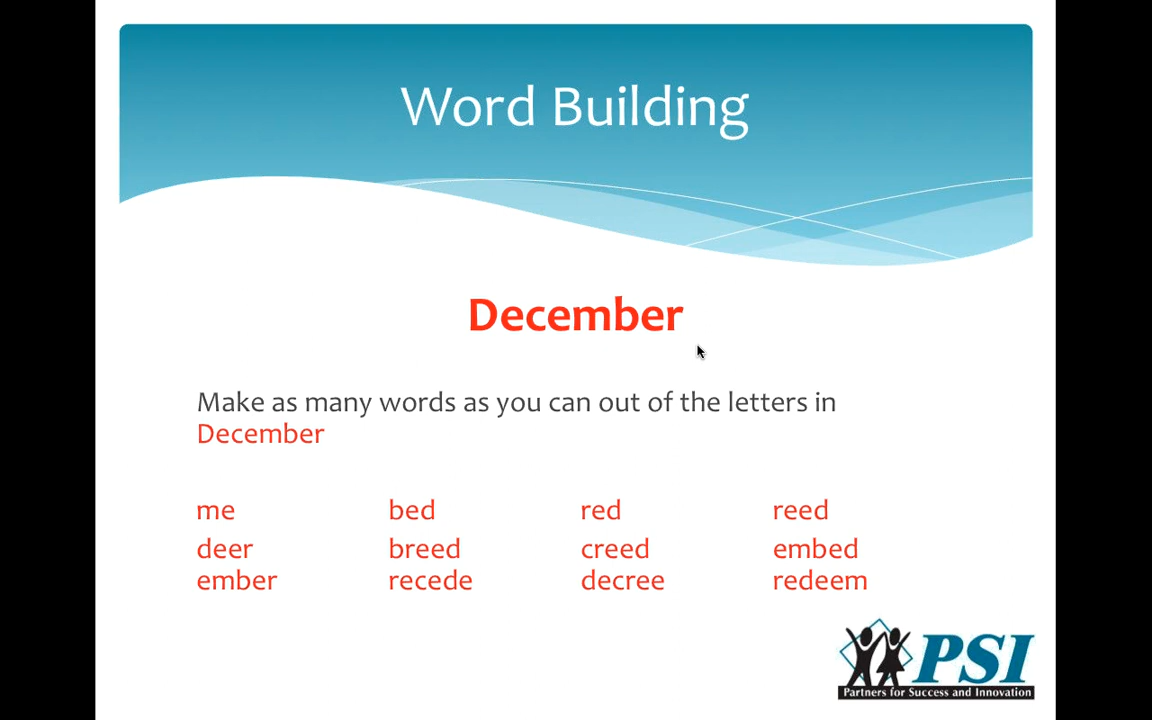 Word Building
December
Make as many words as you can out of the letters in
December
me bed red reed
deer breed creed embed
ember recede decree redeem
PSI
Partners for Success and Innovation